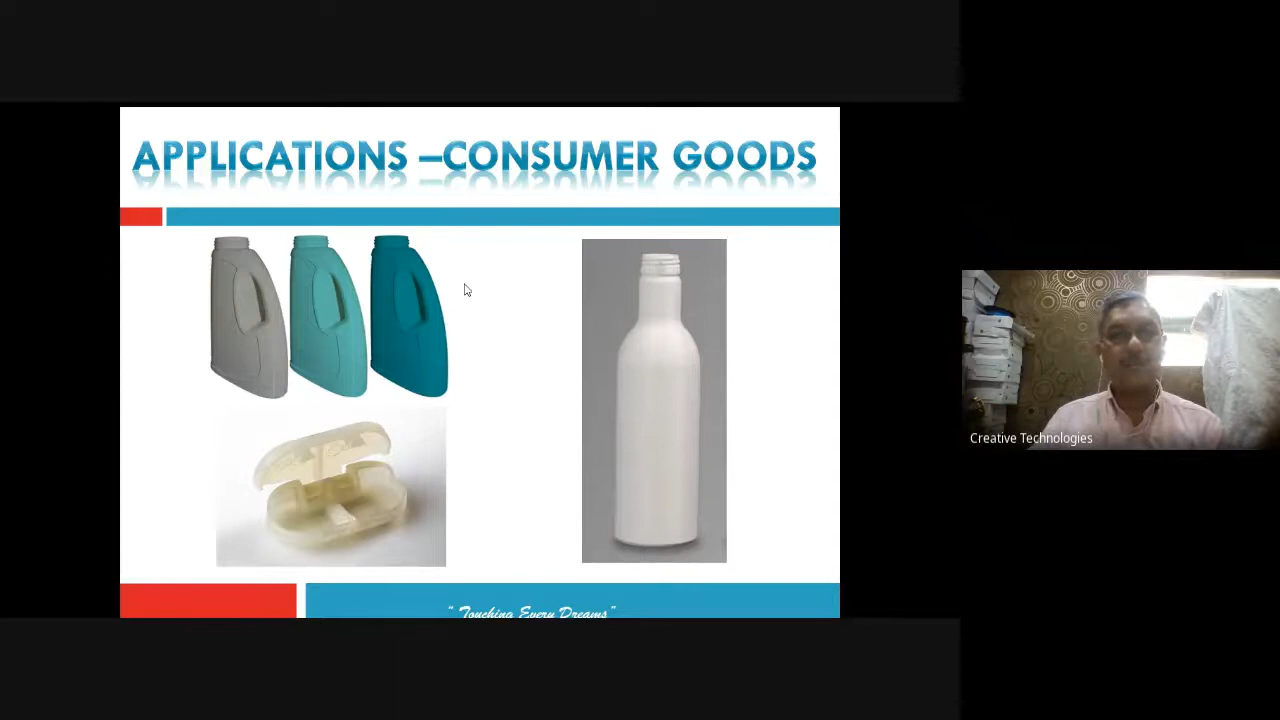 APPLICATIONS –CONSUMER GOODS
Creative Technologies
" Touching Every Dreams"